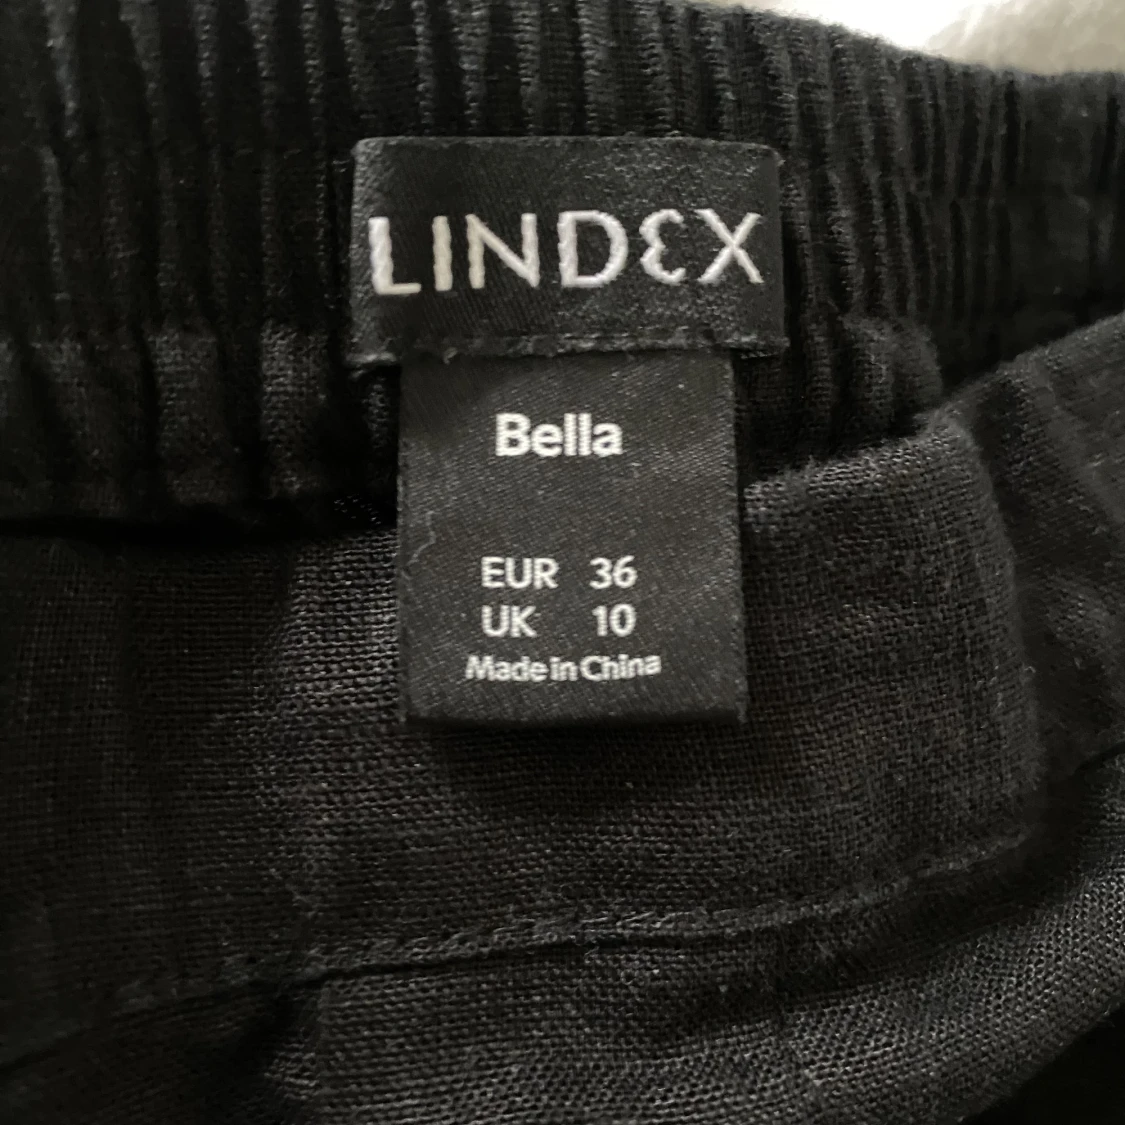 LINDEX
Bella
EUR 36
UK 10
Made in China